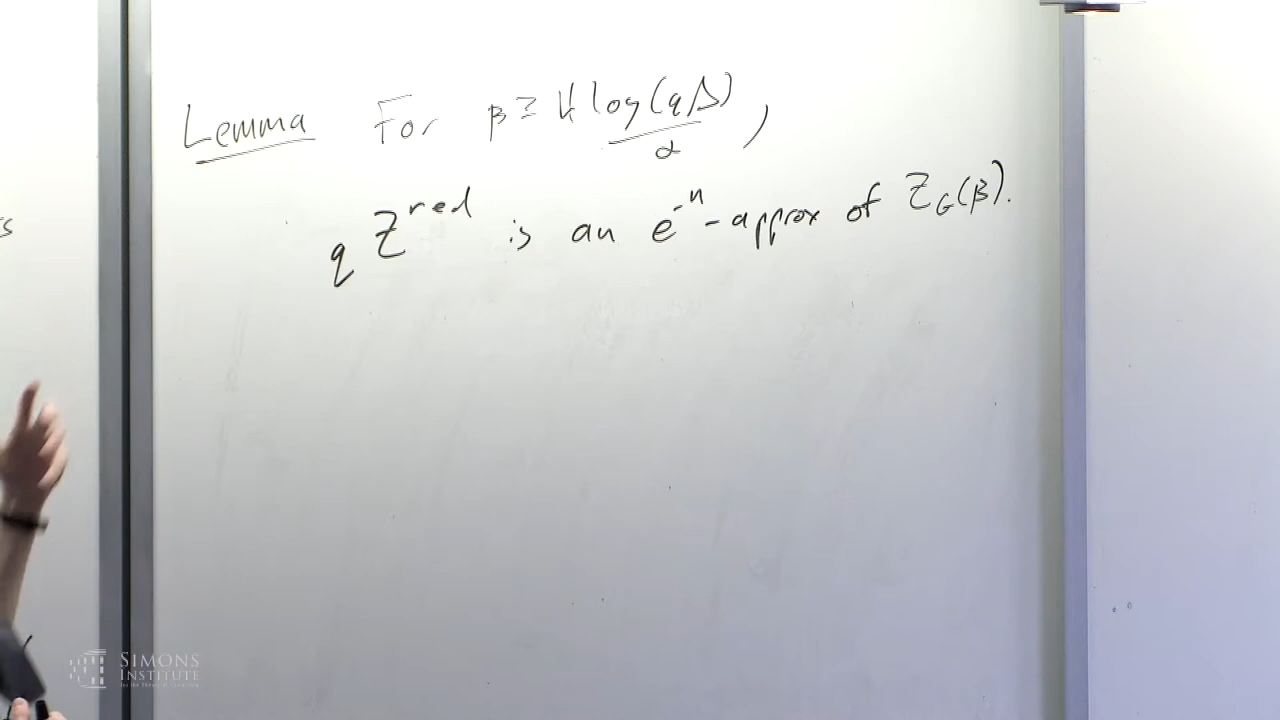 s
Lemma For β ≥ 4 log(qΔ)/α ,
q Z^red is an e^-n - approx of Z_G(β).
SIMONS
INSTITUTE